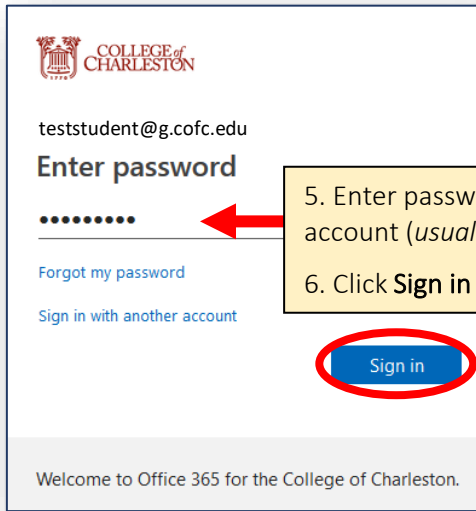 COLLEGE of
CHARLESTON
1770
teststudent@g.cofc.edu
Enter password
•••••••••
5. Enter passw
account (usual
6. Click Sign in
Forgot my password
Sign in with another account
Sign in
Welcome to Office 365 for the College of Charleston.